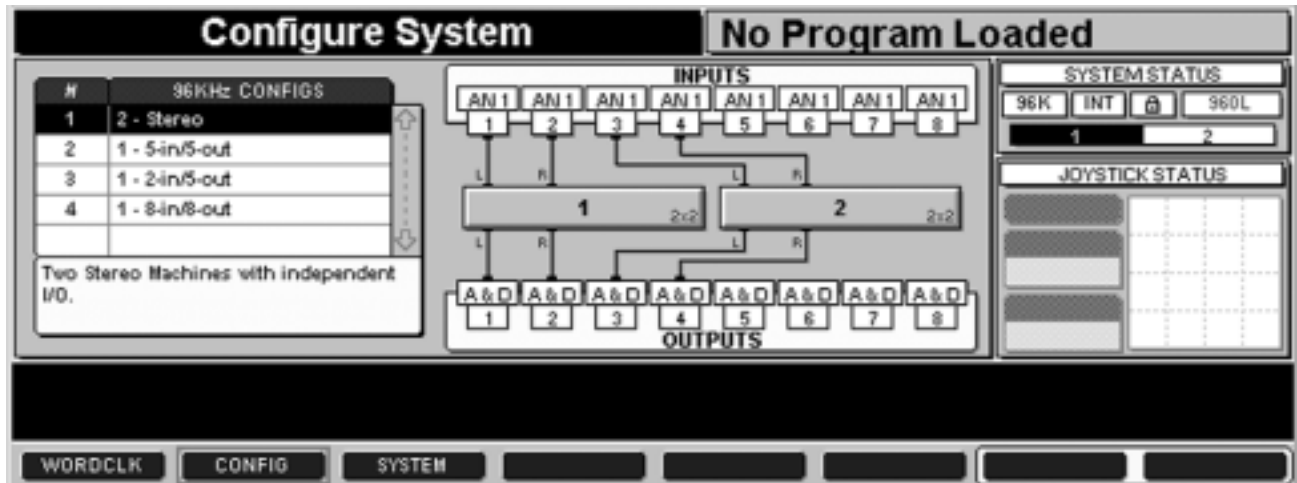 Configure System
No Program Loaded
N 96KHz CONFIGS
1 2 - Stereo
2 1 - 5-in/5-out
3 1 - 2-in/5-out
4 1 - 8-in/8-out
Two Stereo Machines with independent
I/O.
INPUTS
AN 1 AN 1 AN 1 AN 1 AN 1 AN 1 AN 1 AN 1
1 2 3 4 5 6 7 8
L R L R
1 2x2 2 2x2
L R L R
A & D A & D A & D A & D A & D A & D A & D A & D
1 2 3 4 5 6 7 8
OUTPUTS
SYSTEM STATUS
96K INT 960L
1 2
JOYSTICK STATUS
WORDCLK CONFIG SYSTEM